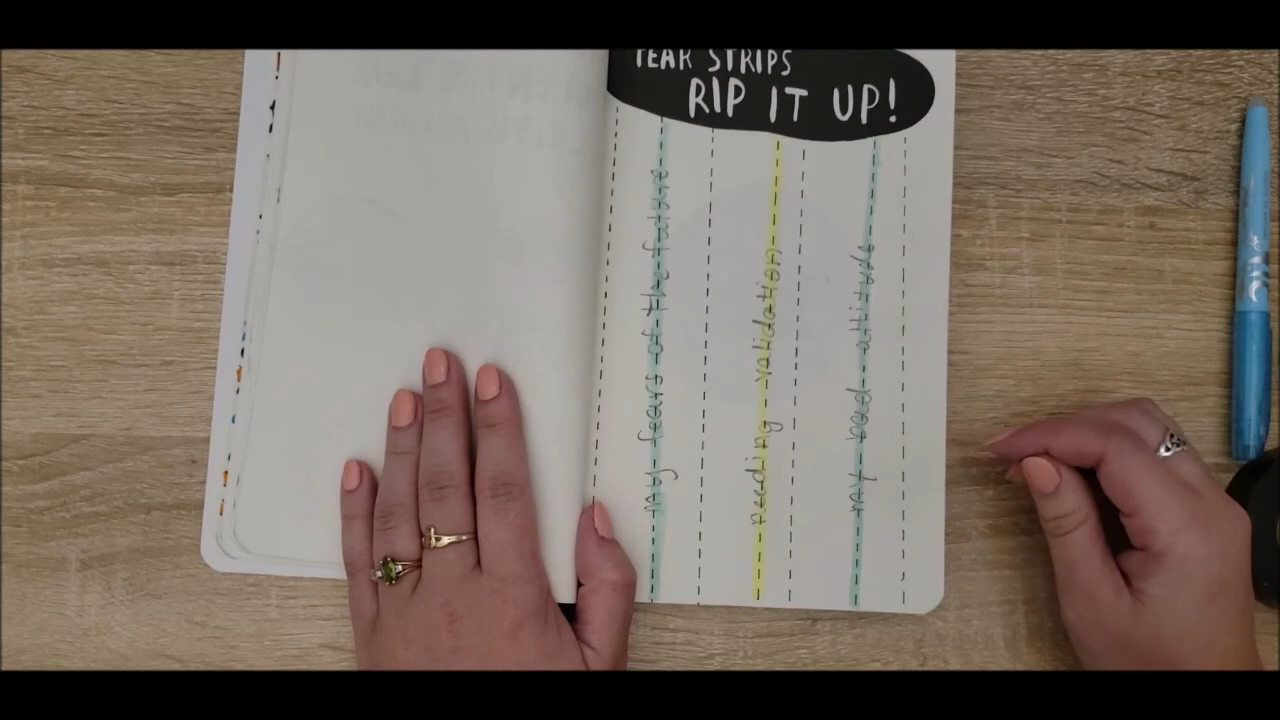 TEAR STRIPS
RIP IT UP!
my fears of the future
needing validation
my bad attitude